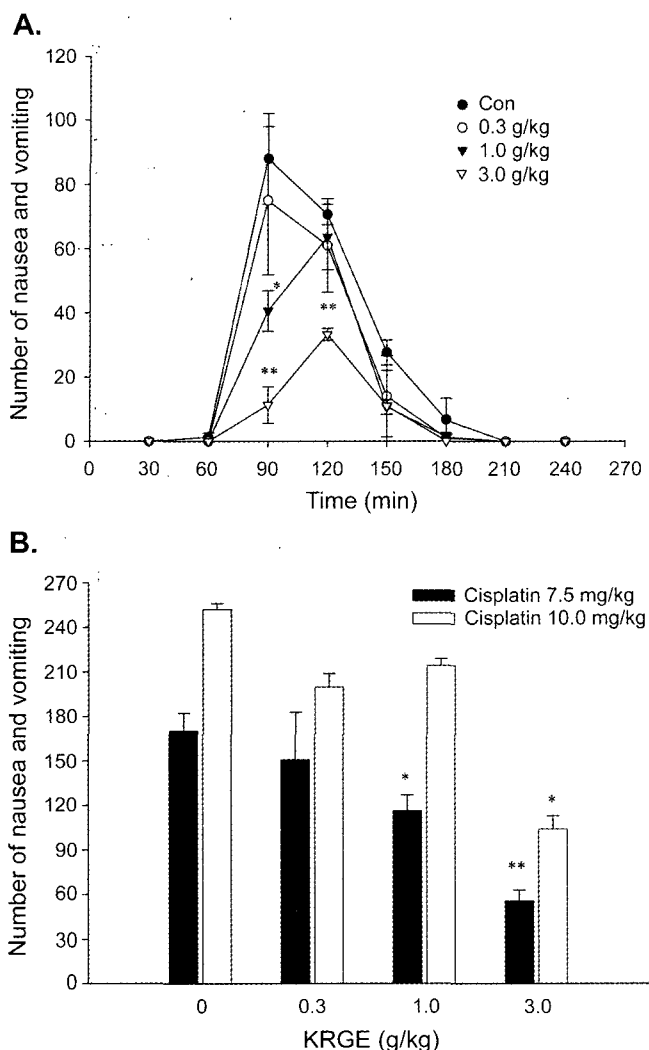 A.
120
100
80
60
40
20
0
Number of nausea and vomiting
Con
0.3 g/kg
1.0 g/kg
3.0 g/kg
*
**
**
0 30 60 90 120 150 180 210 240 270
Time (min)
B.
270
240
210
180
150
120
90
60
30
0
Number of nausea and vomiting
Cisplatin 7.5 mg/kg
Cisplatin 10.0 mg/kg
*
*
**
0 0.3 1.0 3.0
KRGE (g/kg)